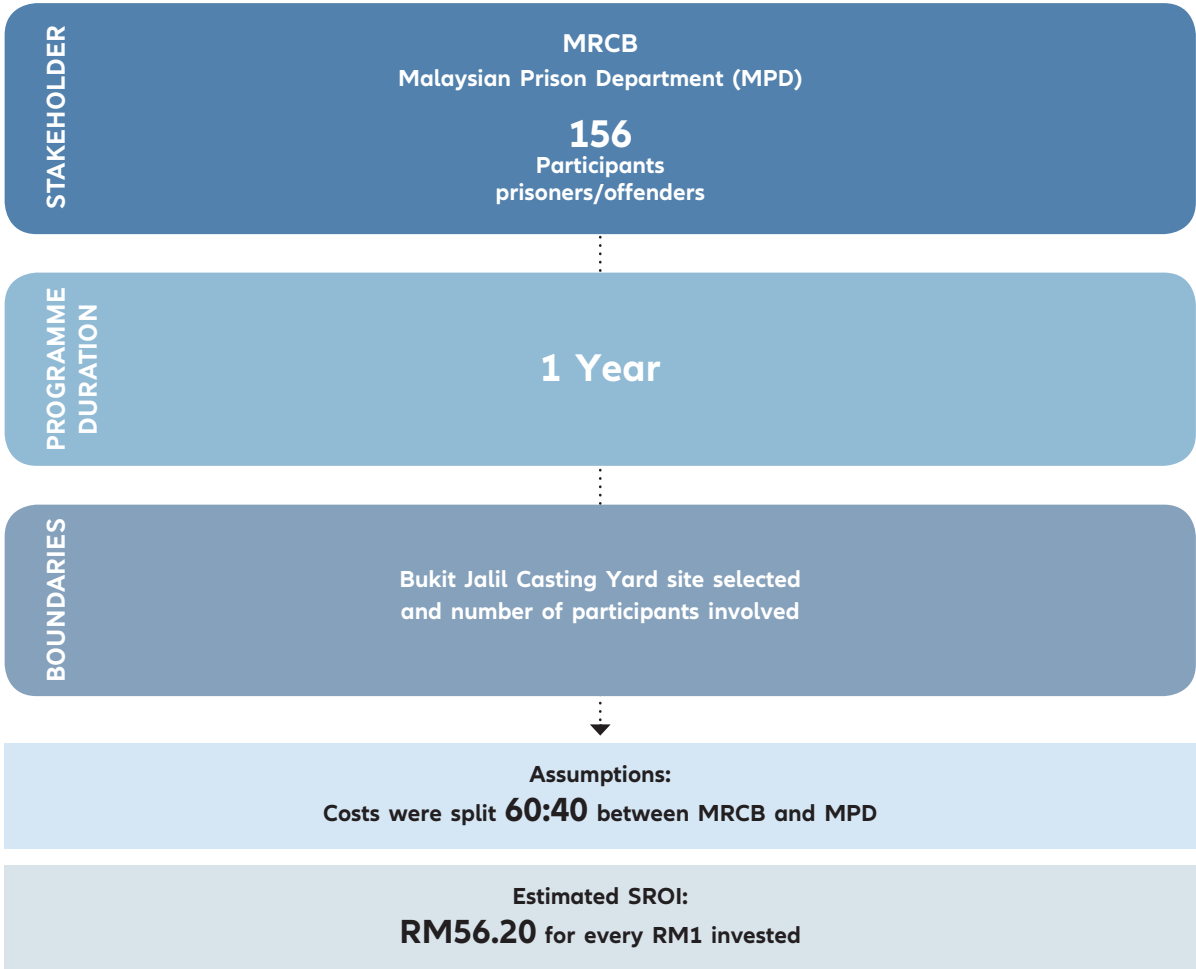 STAKEHOLDER
MRCB
Malaysian Prison Department (MPD)
156
Participants
prisoners/offenders
PROGRAMME
DURATION
1 Year
BOUNDARIES
Bukit Jalil Casting Yard site selected
and number of participants involved
Assumptions:
Costs were split 60:40 between MRCB and MPD
Estimated SROI:
RM56.20 for every RM1 invested